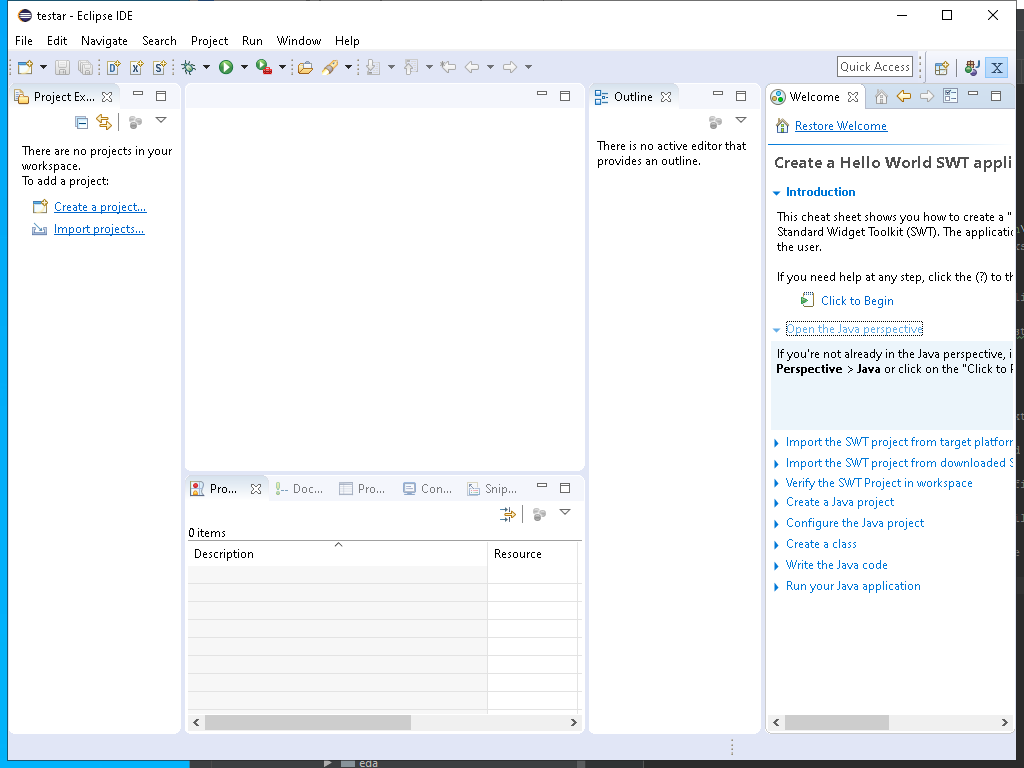 testar - Eclipse IDE
File Edit Navigate Search Project Run Window Help
Quick Access
Project Ex...
There are no projects in your
workspace.
To add a project:
Create a project...
Import projects...
Outline
There is no active editor that
provides an outline.
Welcome
Restore Welcome
Create a Hello World SWT appli
Introduction
This cheat sheet shows you how to create a "
Standard Widget Toolkit (SWT). The applicatio
the user.
If you need help at any step, click the (?) to th
Click to Begin
Open the Java perspective
If you're not already in the Java perspective, i
Perspective > Java or click on the "Click to P
Import the SWT project from target platform
Import the SWT project from downloaded S
Verify the SWT Project in workspace
Create a Java project
Configure the Java project
Create a class
Write the Java code
Run your Java application
Pro... Doc... Pro... Con... Snip...
0 items
Description Resource
eda